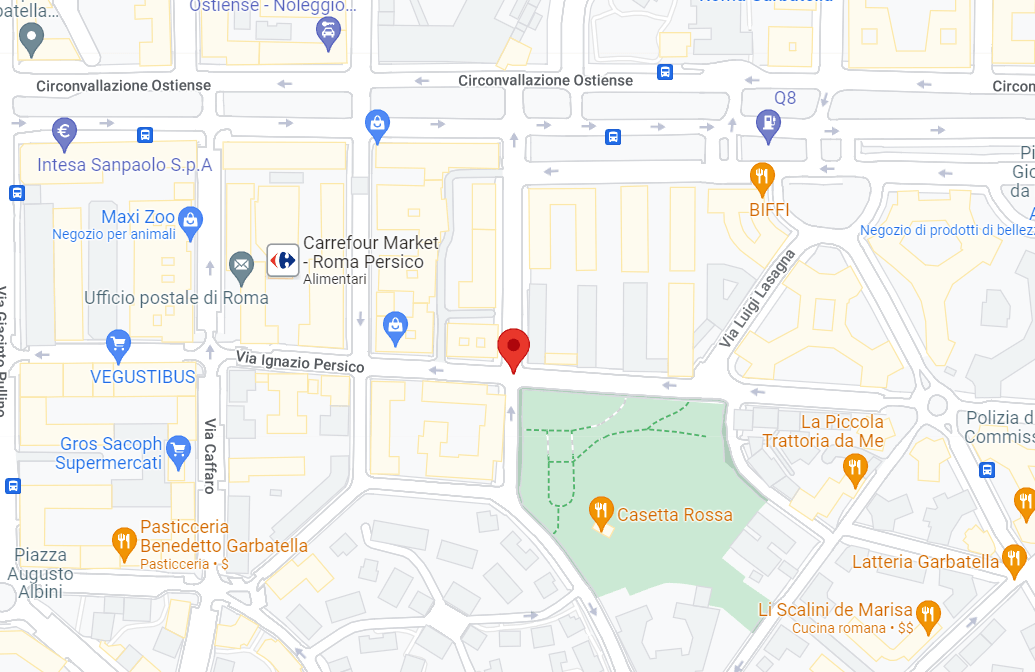 Ostiense - Noleggio...
Roma Garbatella
Circonvallazione Ostiense
Circonvallazione Ostiense
Q8
Intesa Sanpaolo S.p.A
BIFFI
Maxi Zoo
Negozio per animali
Carrefour Market
- Roma Persico
Alimentari
Negozio di prodotti di bellez
Ufficio postale di Roma
Via Luigi Lasagna
Via Giacinto Pullino
Via Ignazio Persico
VEGUSTIBUS
Via Caffaro
La Piccola
Trattoria da Me
Polizia d
Commiss
Gros Sacoph
Supermercati
Casetta Rossa
Pasticceria
Benedetto Garbatella
Pasticceria • $
Piazza
Augusto
Albini
Latteria Garbatella
Li Scalini de Marisa
Cucina romana • $$